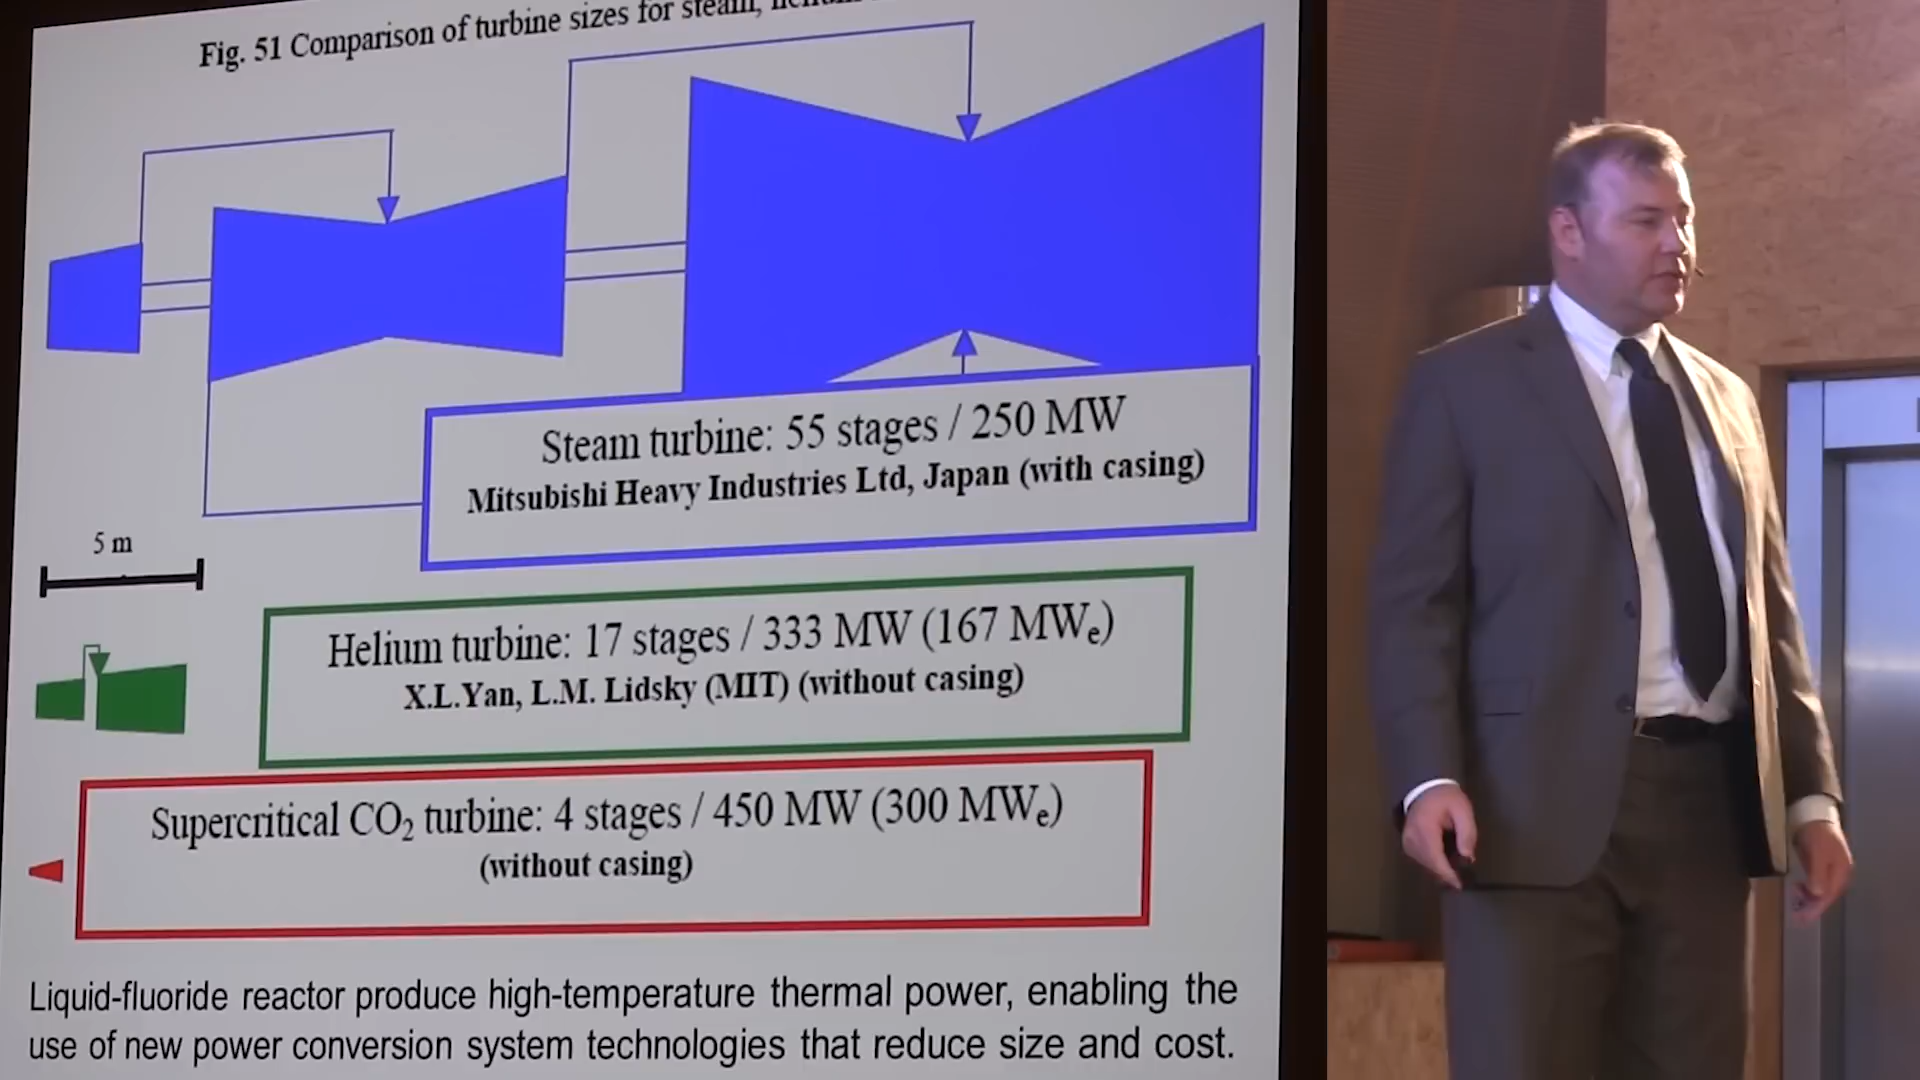 Fig. 51 Comparison of turbine sizes for steam,
Steam turbine: 55 stages / 250 MW
Mitsubishi Heavy Industries Ltd, Japan (with casing)
5 m
Helium turbine: 17 stages / 333 MW (167 MWₑ)
X.L.Yan, L.M. Lidsky (MIT) (without casing)
Supercritical CO₂ turbine: 4 stages / 450 MW (300 MWₑ)
(without casing)
Liquid-fluoride reactor produce high-temperature thermal power, enabling the
use of new power conversion system technologies that reduce size and cost.